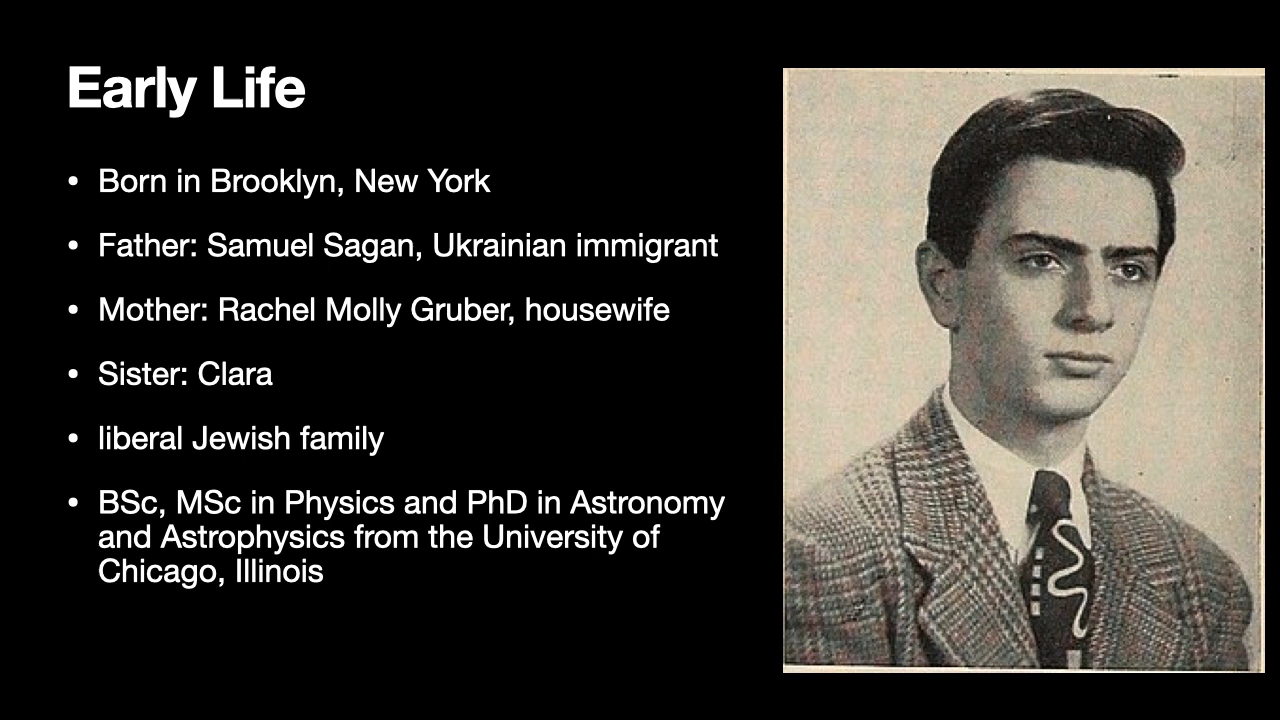 Early Life
• Born in Brooklyn, New York
• Father: Samuel Sagan, Ukrainian immigrant
• Mother: Rachel Molly Gruber, housewife
• Sister: Clara
• liberal Jewish family
• BSc, MSc in Physics and PhD in Astronomy
and Astrophysics from the University of
Chicago, Illinois